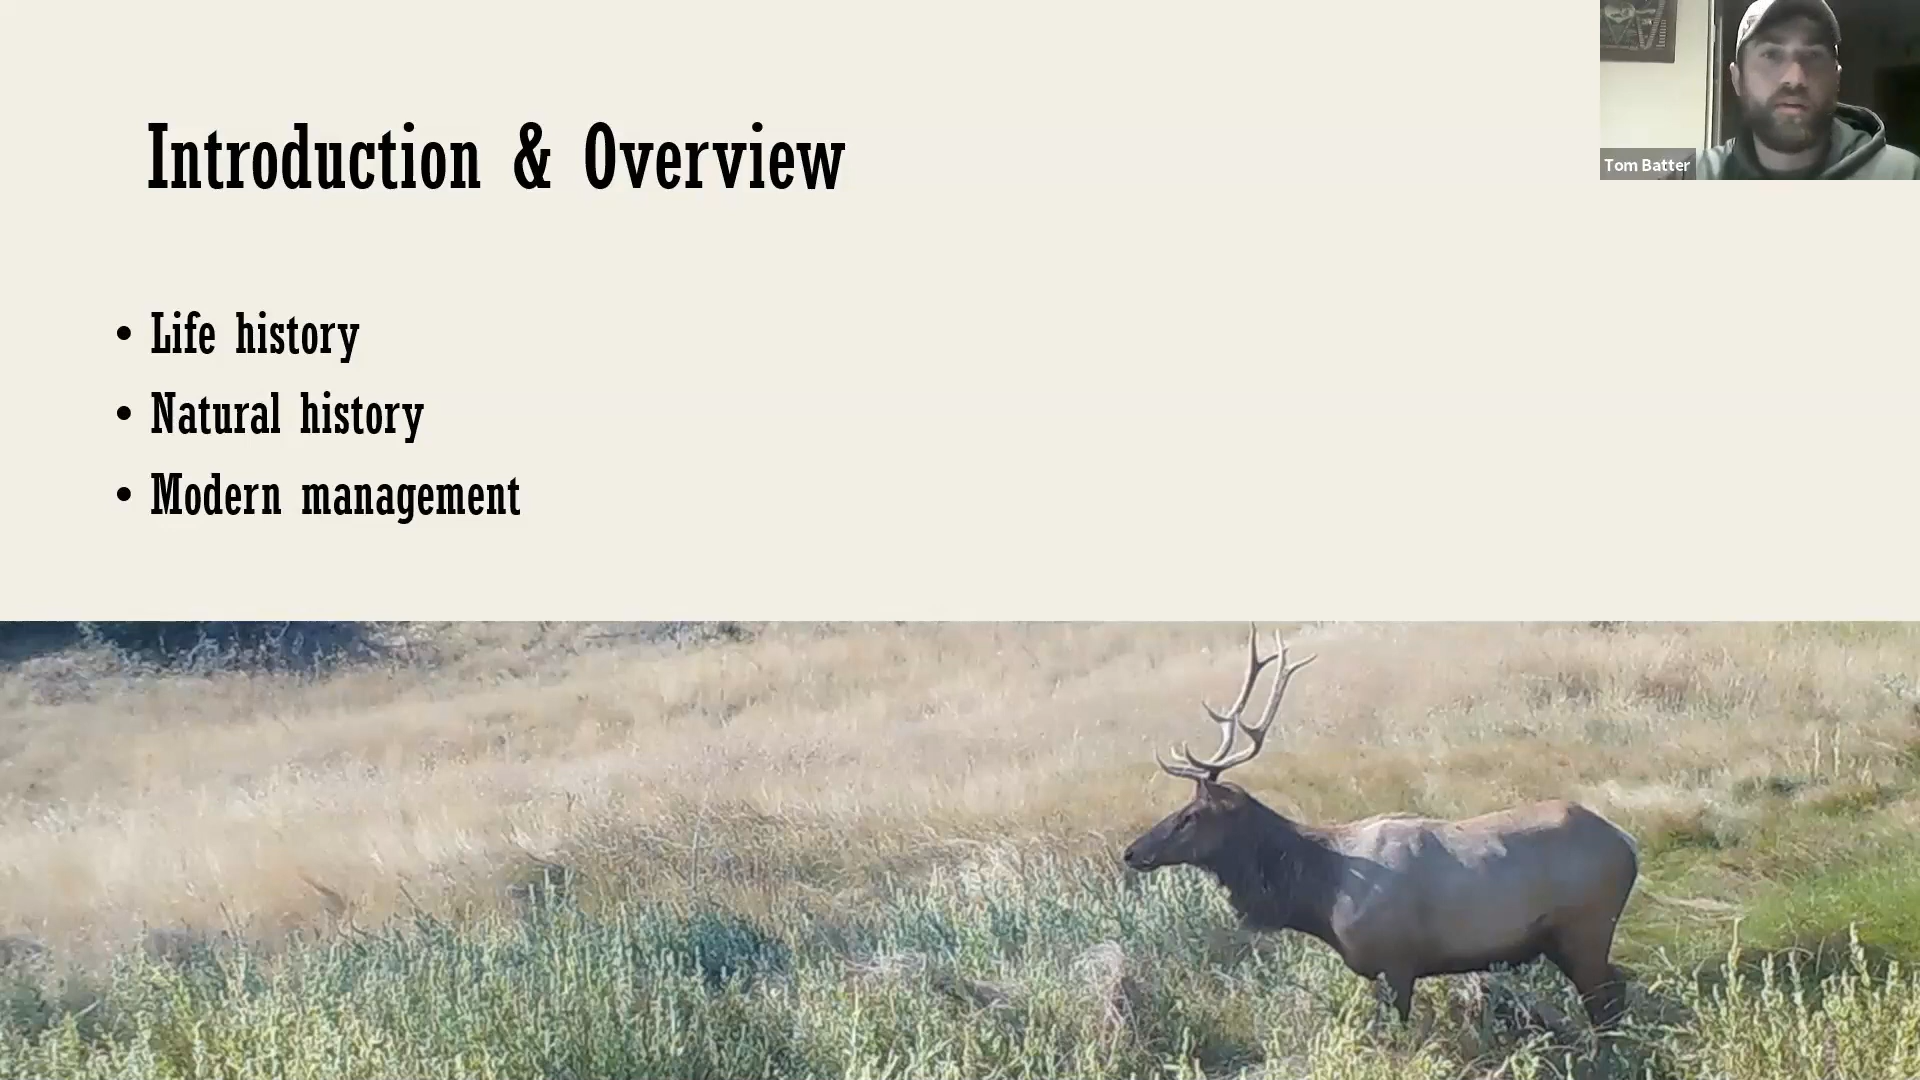 Introduction & Overview
Tom Batter
• Life history
• Natural history
• Modern management